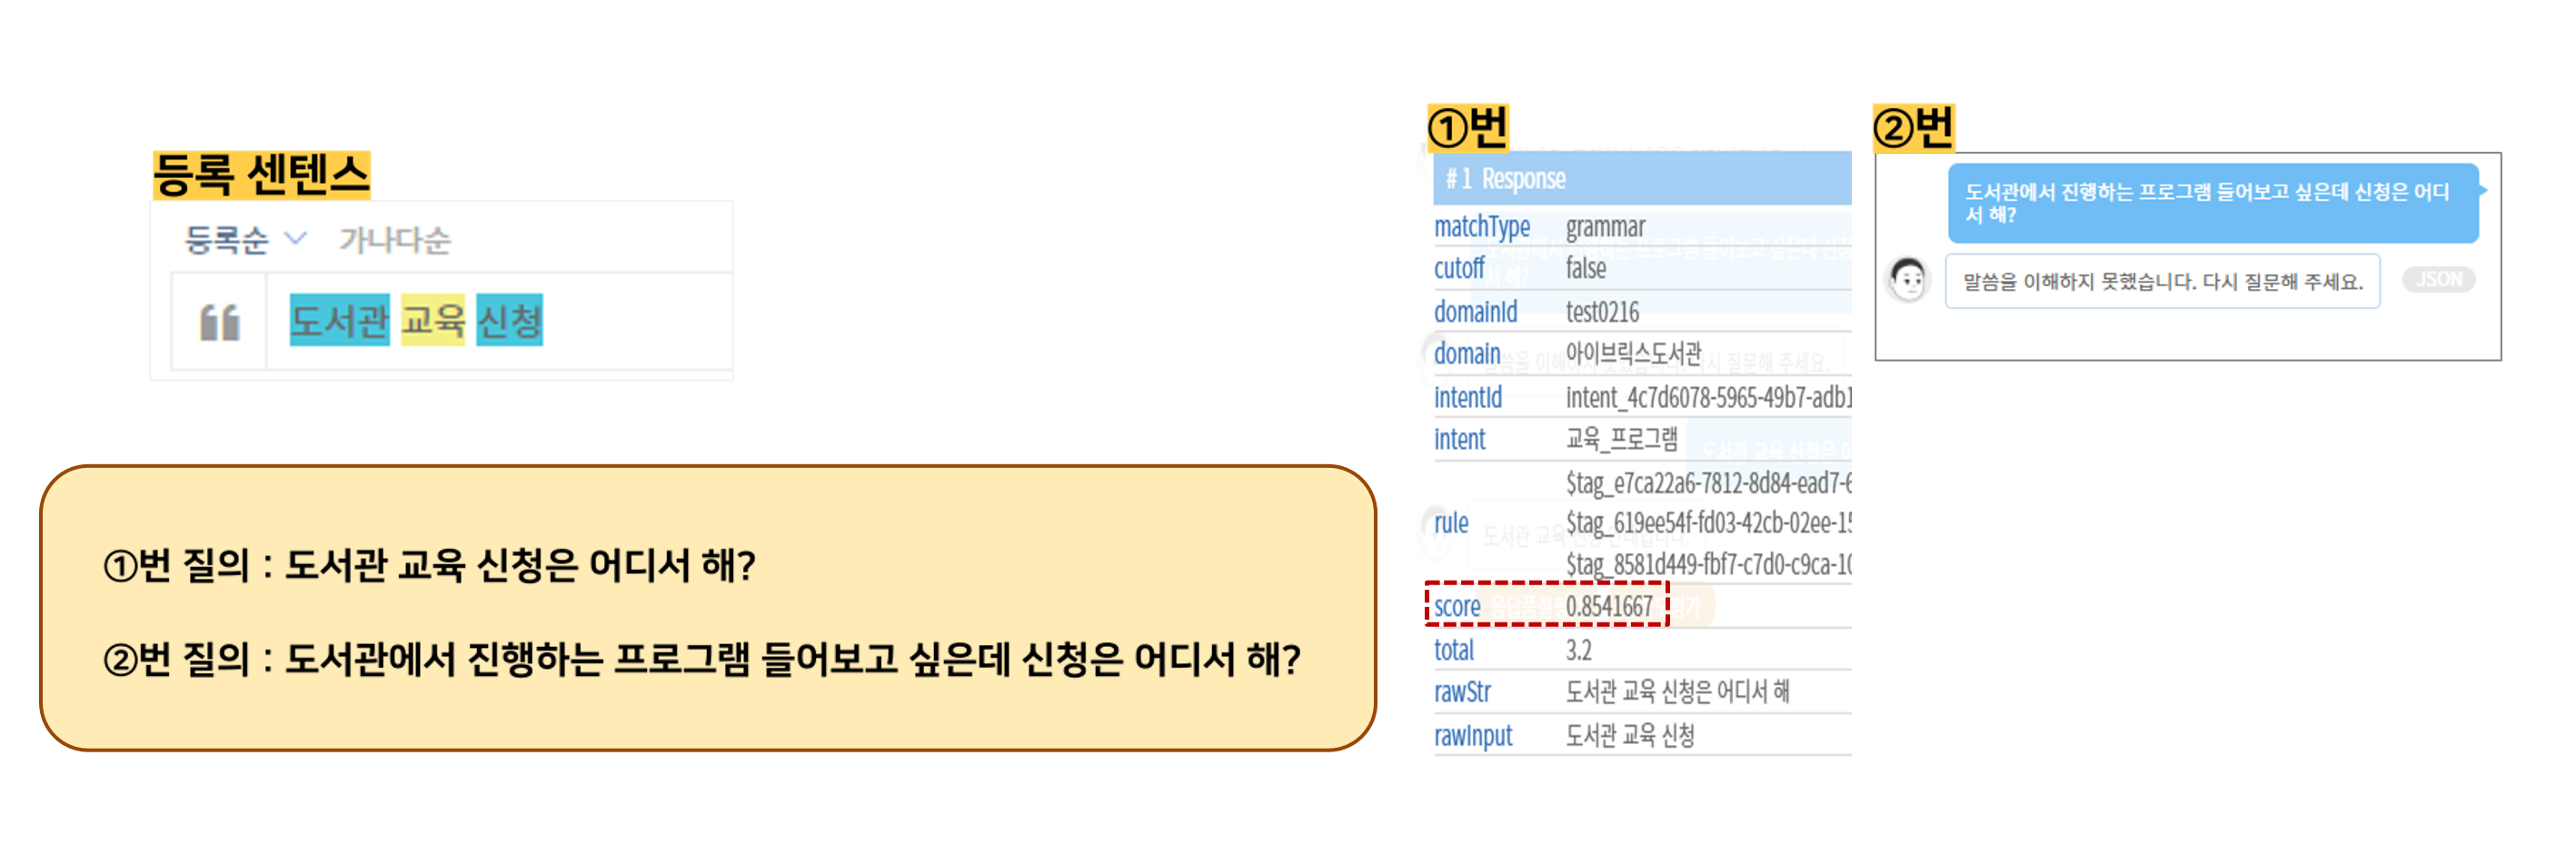 등록 센텐스
등록순 가나다순
도서관 교육 신청
①번 질의 : 도서관 교육 신청은 어디서 해?
②번 질의 : 도서관에서 진행하는 프로그램 들어보고 싶은데 신청은 어디서 해?
①번
#1 Response
matchType grammar
cutoff false
domainId test0216
domain 아이브릭스도서관
intentId intent_4c7d6078-5965-49b7-adb1
intent 교육_프로그램
$tag_e7ca22a6-7812-8d84-ead7-6
rule $tag_619ee54f-fd03-42cb-02ee-15
$tag_8581d449-fbf7-c7d0-c9ca-10
score 0.8541667
total 3.2
rawStr 도서관 교육 신청은 어디서 해
rawInput 도서관 교육 신청
②번
도서관에서 진행하는 프로그램 들어보고 싶은데 신청은 어디
서 해?
말씀을 이해하지 못했습니다. 다시 질문해 주세요.
JSON